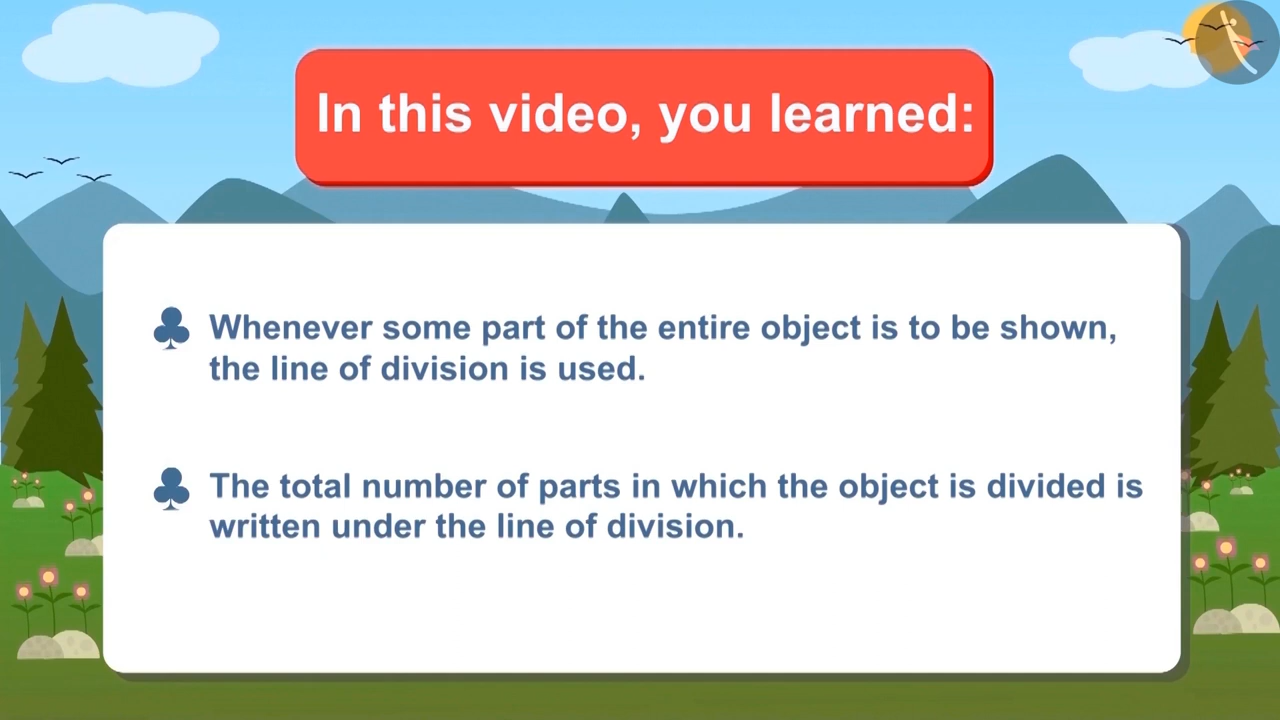 In this video, you learned:
♣ Whenever some part of the entire object is to be shown,
the line of division is used.
♣ The total number of parts in which the object is divided is
written under the line of division.